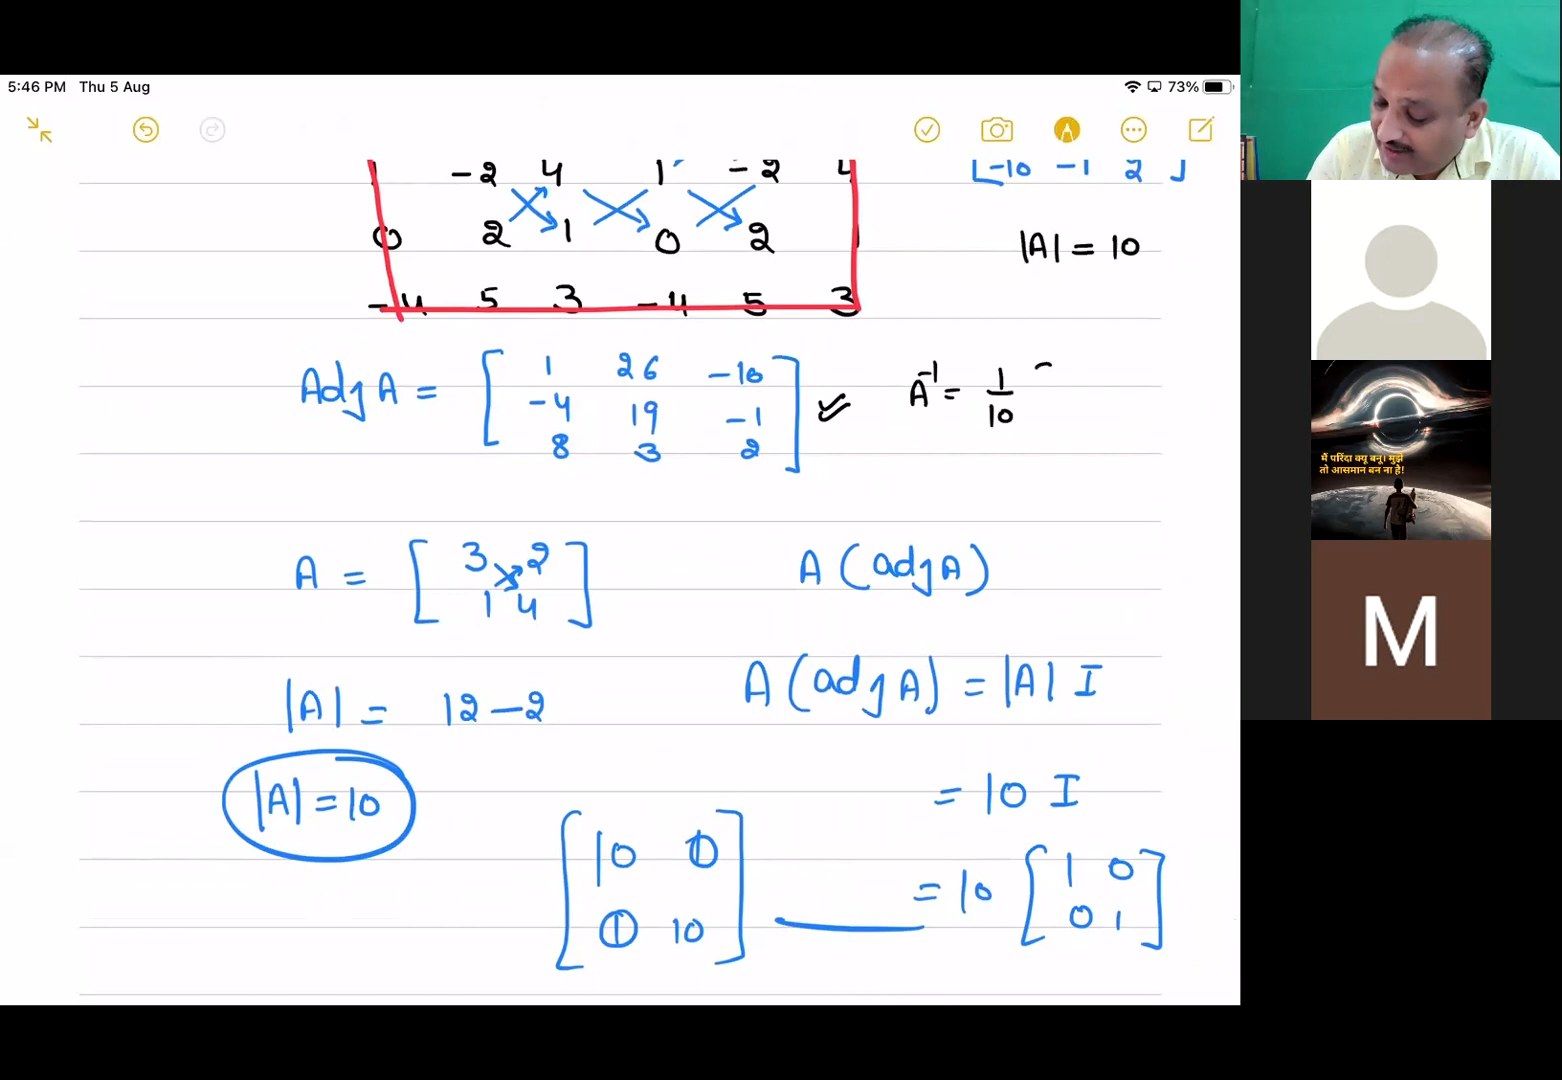 5:46 PM Thu 5 Aug
73%
-2 4 1 -2 4
[-10 -1 2]
0 2 1 0 2
|A| = 10
-4 5 3 -4 5 3
Adj A = [ 1 26 -10
-4 19 -1
8 3 2 ]
A⁻¹ = 1/10
मैं परिंदा क्यू बनू। मुझे
तो आसमान बन ना है!
A = [ 3 2
1 4 ]
A (adj A)
|A| = 12 - 2
A (adj A) = |A| I
M
|A| = 10
= 10 I
[ 10 0
0 10 ]
= 10 [ 1 0
0 1 ]